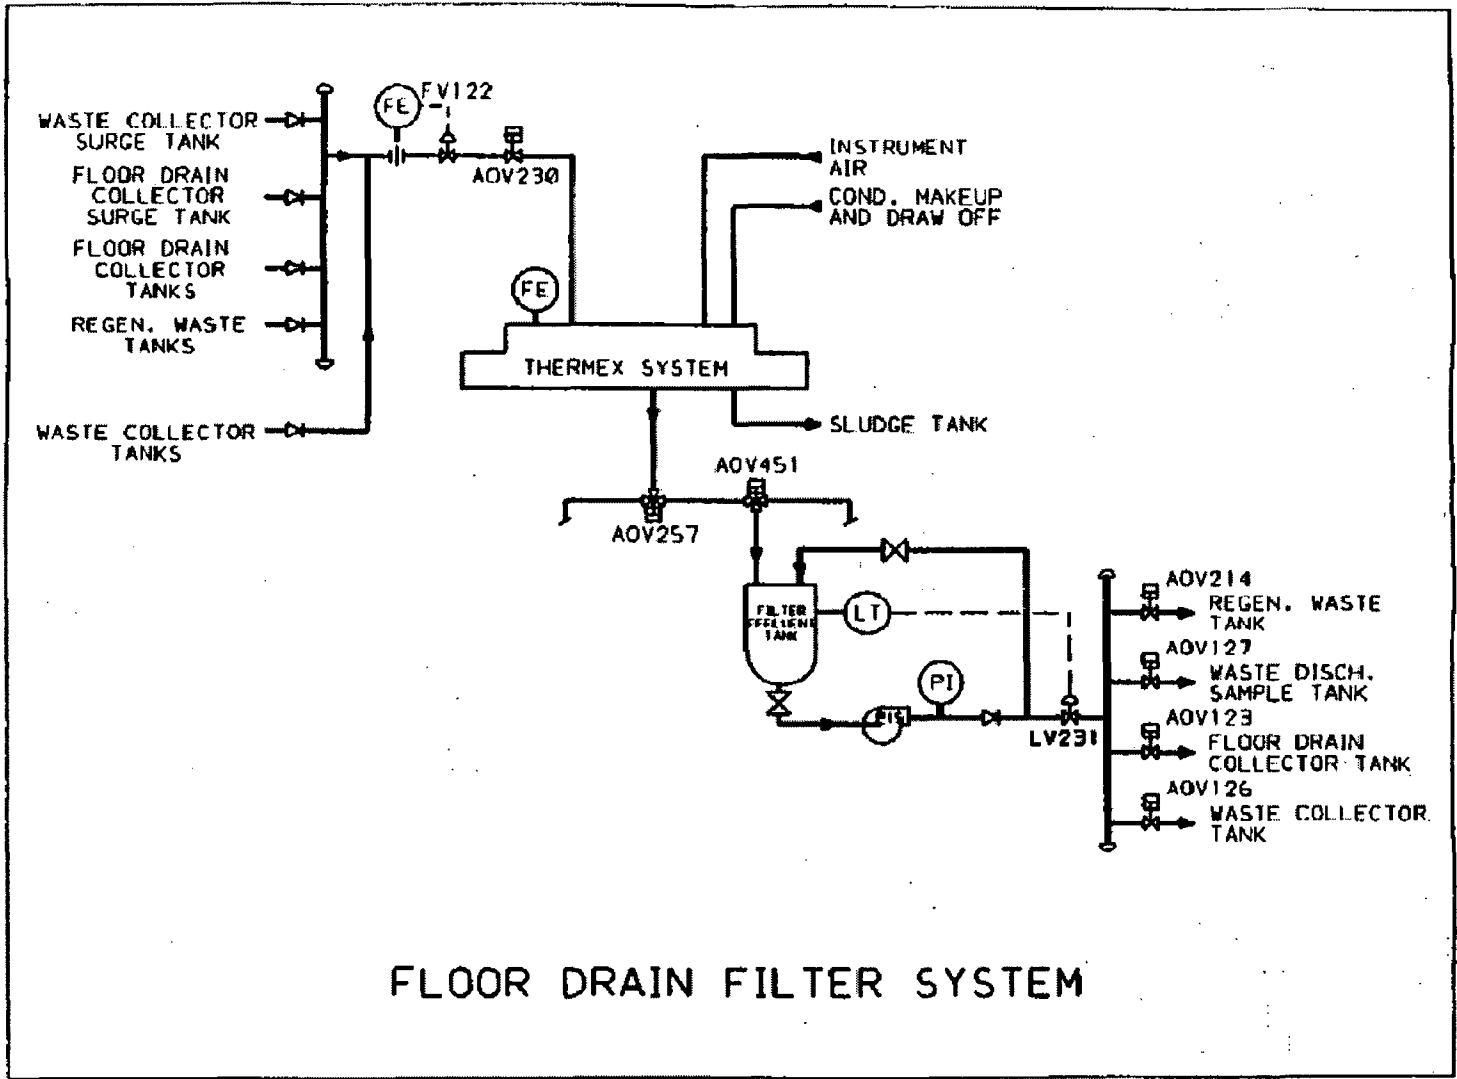 FE
FV122
WASTE COLLECTOR
SURGE TANK
AOV230
FLOOR DRAIN
COLLECTOR
SURGE TANK
FLOOR DRAIN
COLLECTOR
TANKS
REGEN. WASTE
TANKS
WASTE COLLECTOR
TANKS
INSTRUMENT
AIR
COND. MAKEUP
AND DRAW OFF
FE
THERMEX SYSTEM
SLUDGE TANK
AOV451
AOV257
FILTER
EFFLUENT
TANK
LT
PI
LV231
AOV214
REGEN. WASTE
TANK
AOV127
WASTE DISCH.
SAMPLE TANK
AOV123
FLOOR DRAIN
COLLECTOR TANK
AOV126
WASTE COLLECTOR
TANK
FLOOR DRAIN FILTER SYSTEM